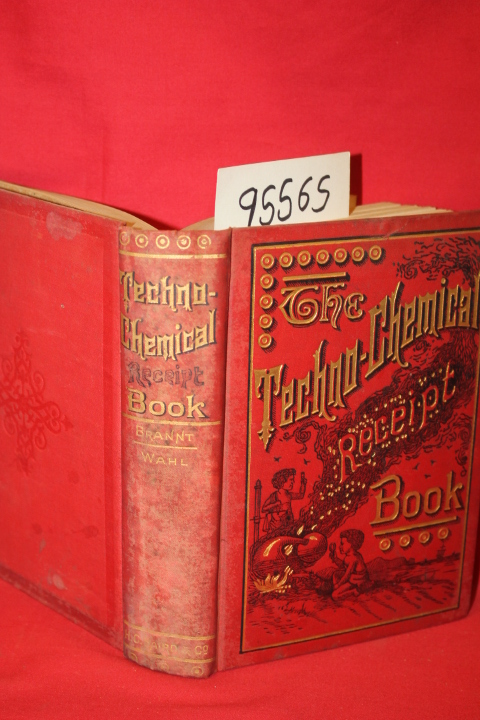 95565
Techno-
Chemical
Receipt
Book
BRANNT
WAHL
The
Techno-Chemical
Receipt
Book